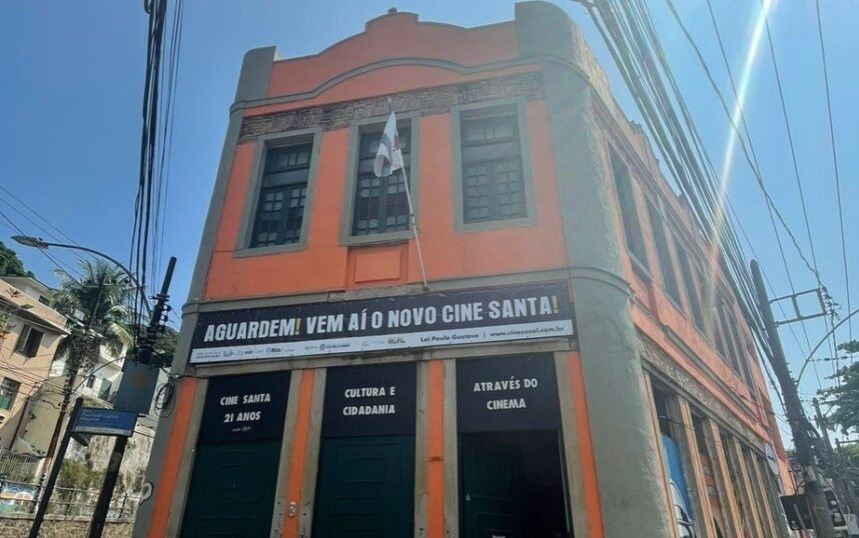 AGUARDEM! VEM AÍ O NOVO CINE SANTA!
Lei Paulo Gustavo | www.cinecasal.com.br
CINE SANTA
21 ANOS
CULTURA E
CIDADANIA
ATRAVÉS DO
CINEMA